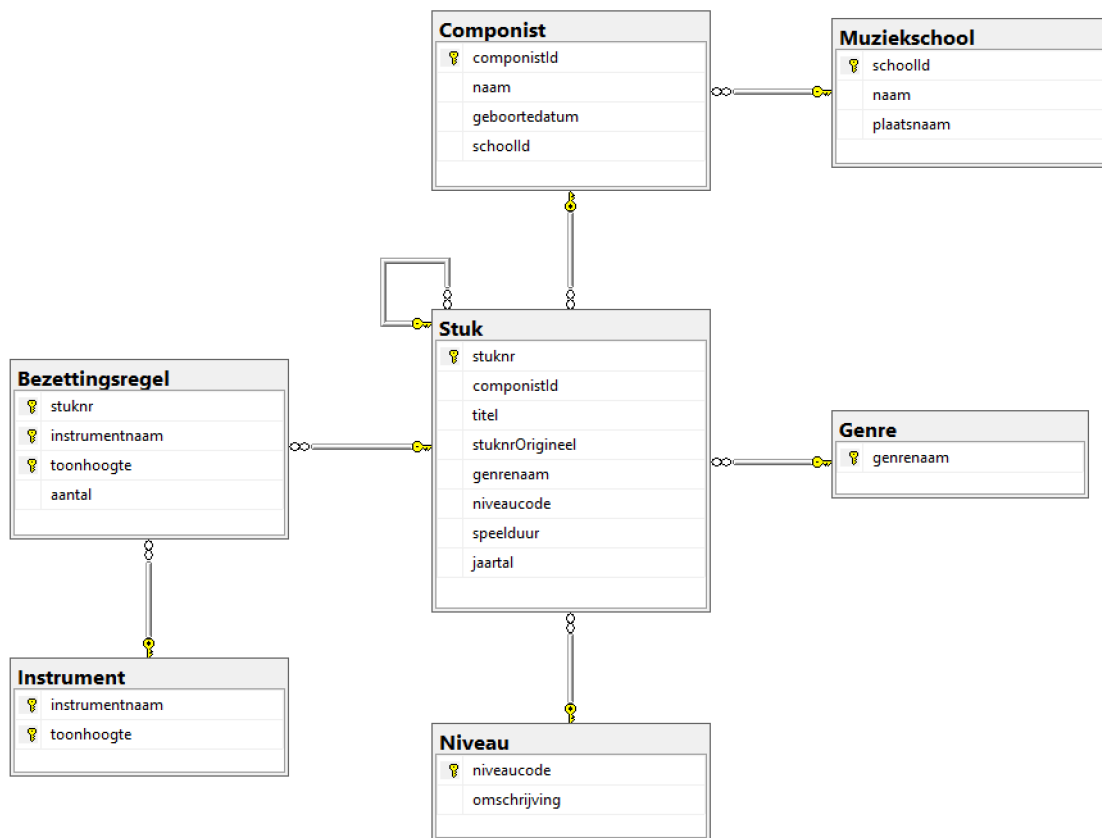 Componist
componistId
naam
geboortedatum
schoolId
Muziekschool
schoolId
naam
plaatsnaam
Stuk
stuknr
componistId
titel
stuknrOrigineel
genrenaam
niveaucode
speelduur
jaartal
Bezettingsregel
stuknr
instrumentnaam
toonhoogte
aantal
Genre
genrenaam
Instrument
instrumentnaam
toonhoogte
Niveau
niveaucode
omschrijving